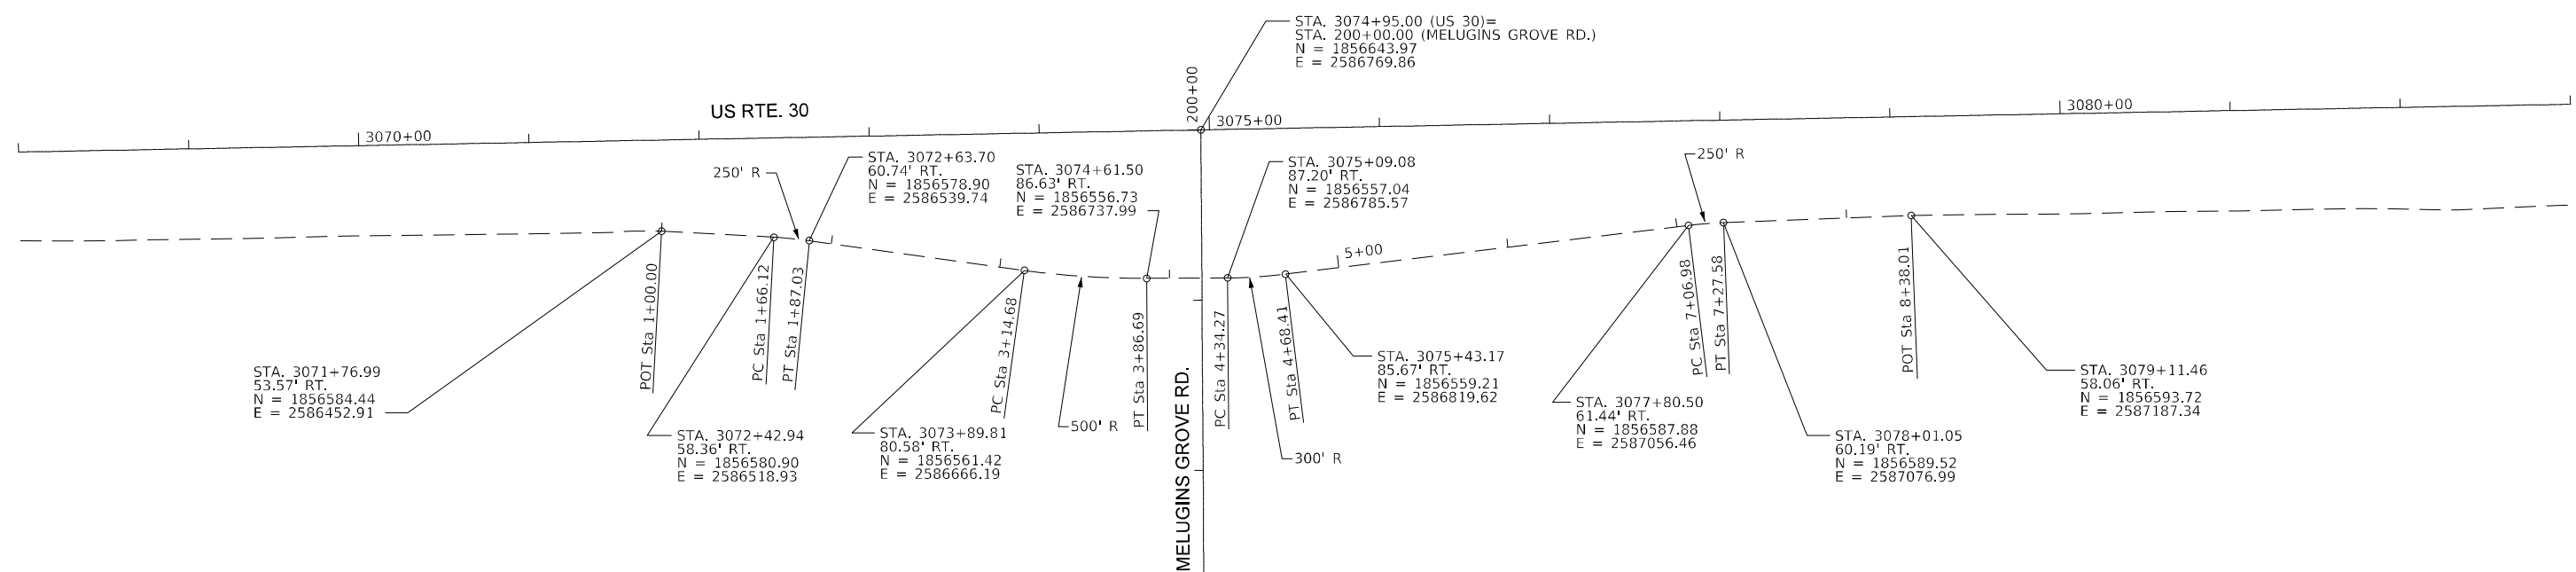 STA. 3074+95.00 (US 30)=
STA. 200+00.00 (MELUGINS GROVE RD.)
N = 1856643.97
E = 2586769.86
200+00
US RTE. 30
3070+00
3075+00
3080+00
250' R
STA. 3072+63.70
60.74' RT.
N = 1856578.90
E = 2586539.74
STA. 3074+61.50
86.63' RT.
N = 1856556.73
E = 2586737.99
STA. 3075+09.08
87.20' RT.
N = 1856557.04
E = 2586785.57
250' R
5+00
POT Sta 1+00.00
PC Sta 1+66.12
PT Sta 1+87.03
PC Sta 3+14.68
PT Sta 3+86.69
MELUGINS GROVE RD.
PC Sta 4+34.27
PT Sta 4+68.41
PC Sta 7+06.98
PT Sta 7+27.58
POT Sta 8+38.01
STA. 3071+76.99
53.57' RT.
N = 1856584.44
E = 2586452.91
STA. 3072+42.94
58.36' RT.
N = 1856580.90
E = 2586518.93
STA. 3073+89.81
80.58' RT.
N = 1856561.42
E = 2586666.19
500' R
300' R
STA. 3075+43.17
85.67' RT.
N = 1856559.21
E = 2586819.62
STA. 3077+80.50
61.44' RT.
N = 1856587.88
E = 2587056.46
STA. 3078+01.05
60.19' RT.
N = 1856589.52
E = 2587076.99
STA. 3079+11.46
58.06' RT.
N = 1856593.72
E = 2587187.34